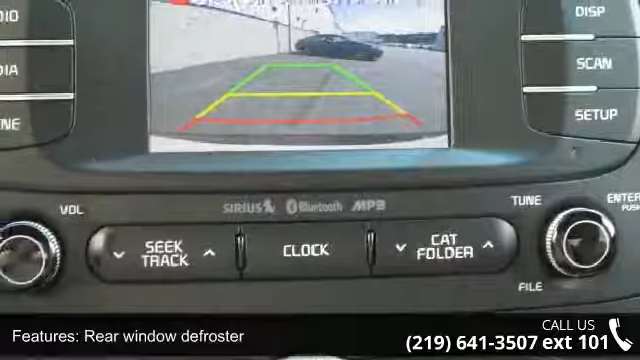 DISP
SCAN
SETUP
VOL
SIRIUS Bluetooth MP3
TUNE
ENTER
PUSH
SEEK
TRACK
CLOCK
CAT
FOLDER
FILE
Features: Rear window defroster
CALL US
(219) 641-3507 ext 101